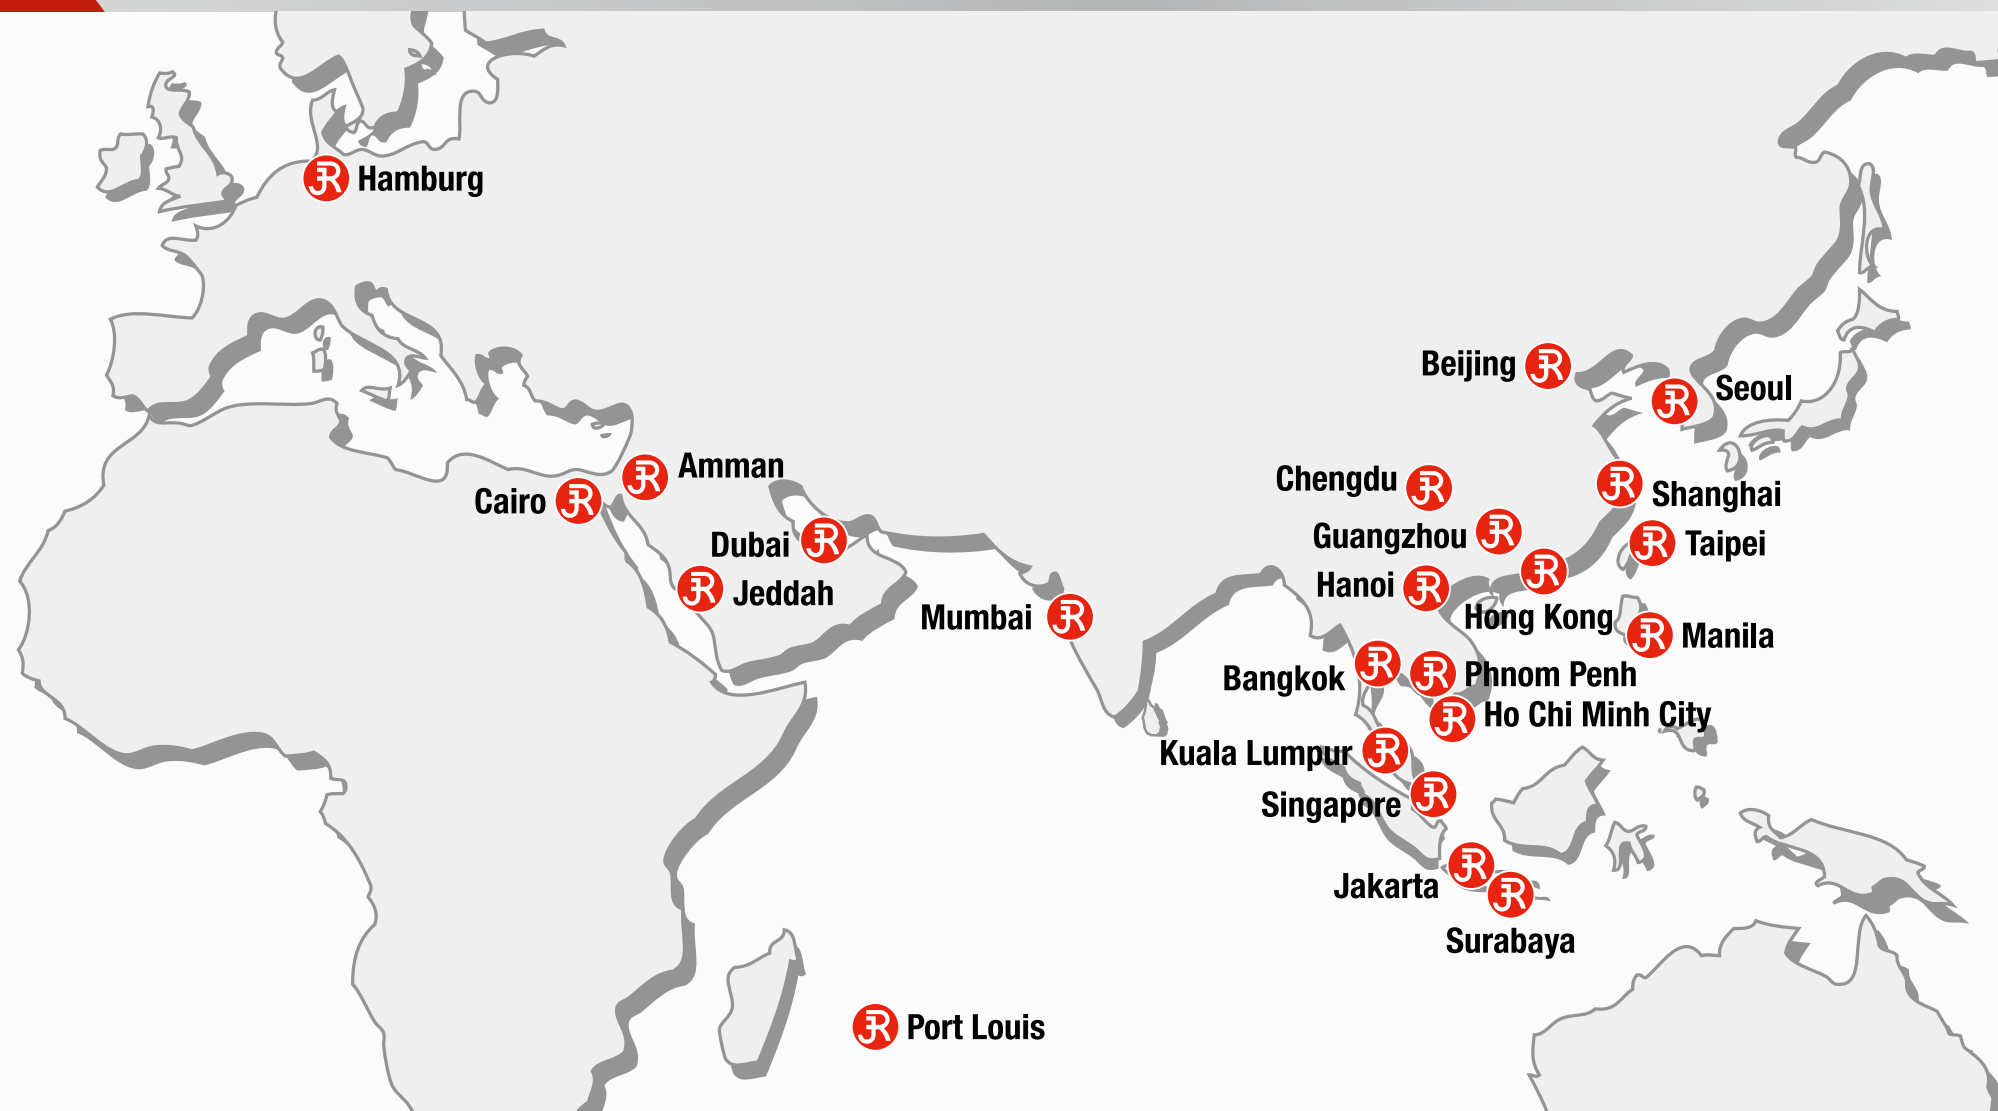 Hamburg
Beijing
Seoul
Amman
Chengdu
Cairo
Shanghai
Guangzhou
Dubai
Taipei
Hanoi
Jeddah
Mumbai
Hong Kong
Manila
Bangkok
Phnom Penh
Ho Chi Minh City
Kuala Lumpur
Singapore
Jakarta
Surabaya
Port Louis